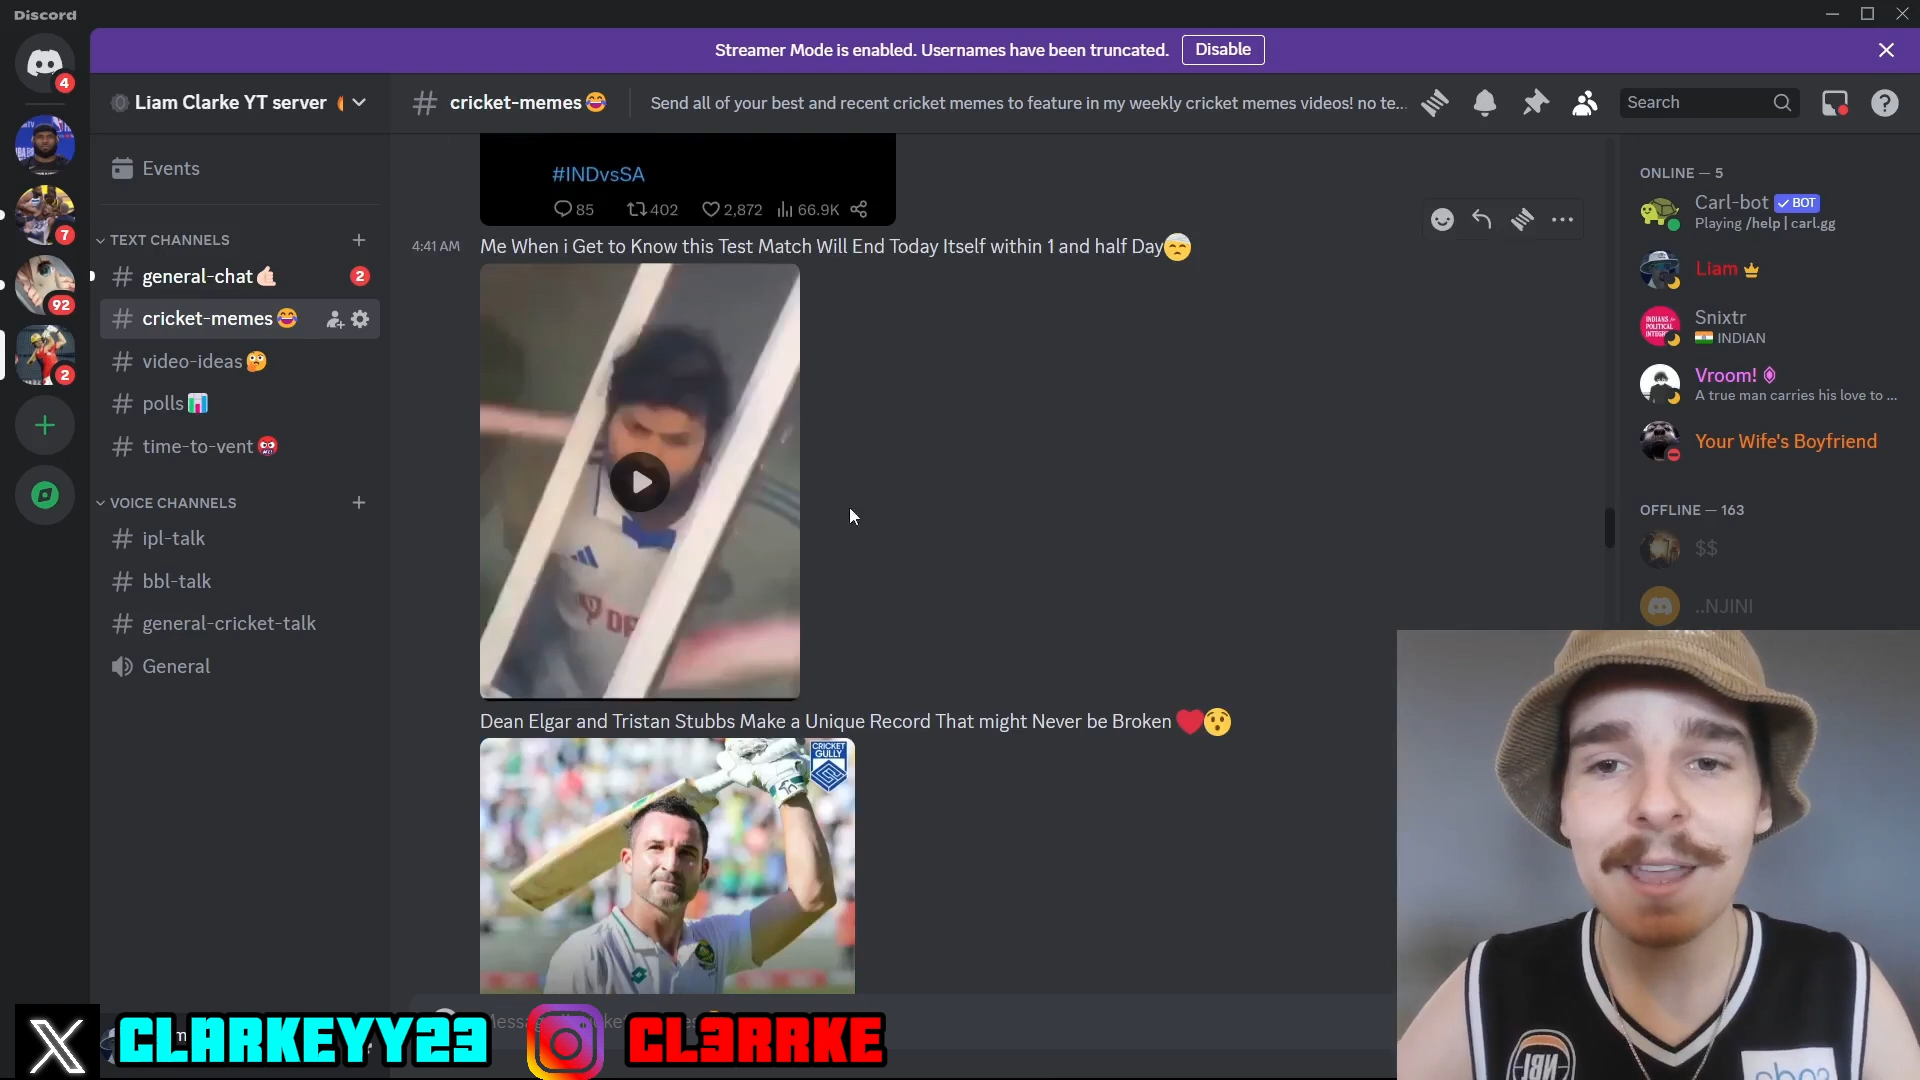 Discord
Streamer Mode is enabled. Usernames have been truncated.
Disable
4
Liam Clarke YT server
cricket-memes
Send all of your best and recent cricket memes to feature in my weekly cricket memes videos! no te...
Search
Events
7
92
2
TEXT CHANNELS
general-chat
2
cricket-memes
video-ideas
polls
time-to-vent
VOICE CHANNELS
ipl-talk
bbl-talk
general-cricket-talk
General
#INDvsSA
85 402 2,872 66.9K
4:41 AM
Me When i Get to Know this Test Match Will End Today Itself within 1 and half Day
Dean Elgar and Tristan Stubbs Make a Unique Record That might Never be Broken
CRICKET
GULLY
ONLINE — 5
Carl-bot
BOT
Playing /help | carl.gg
Liam
Snixtr
INDIAN
Vroom!
A true man carries his love to ...
Your Wife's Boyfriend
OFFLINE — 163
$$
..NJINI
CLARKEYY23
CL3RRKE
NBL